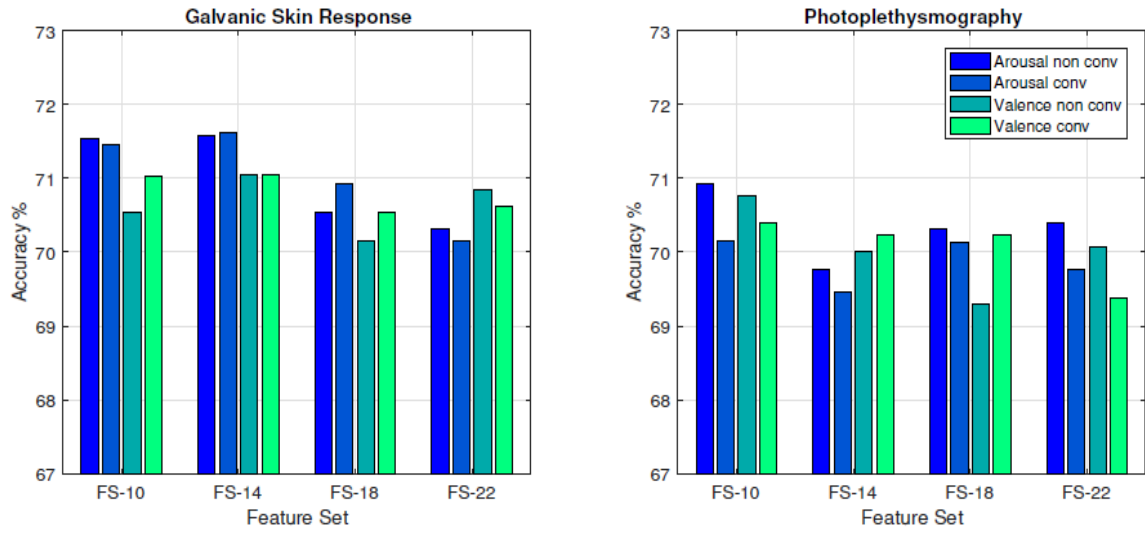 Galvanic Skin Response
73
72
71
70
69
68
67
Accuracy %
FS-10 FS-14 FS-18 FS-22
Feature Set
Photoplethysmography
73
72
71
70
69
68
67
Accuracy %
Arousal non conv
Arousal conv
Valence non conv
Valence conv
FS-10 FS-14 FS-18 FS-22
Feature Set